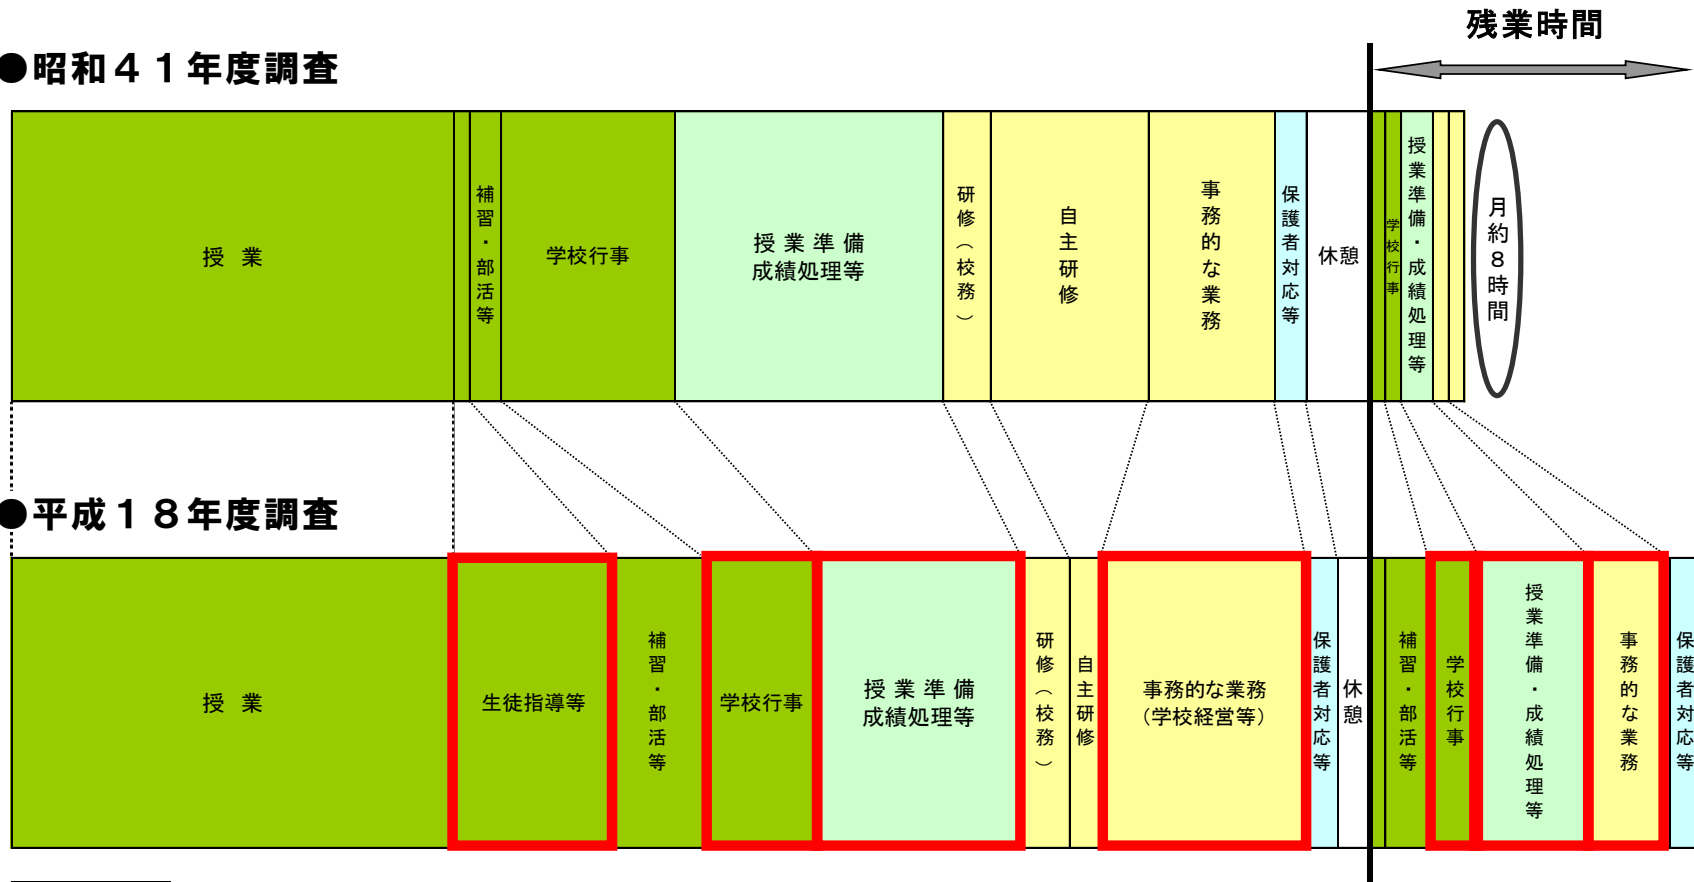 残業時間
●昭和４１年度調査
授 業
補習・部活等
学校行事
授 業 準 備
成績処理等
研修（校務）
自主研修
事務的な業務
保護者対応等
休憩
学校行事
授業準備・成績処理等
月約８時間
●平成１８年度調査
授 業
生徒指導等
補習・部活等
学校行事
授 業 準 備
成績処理等
研修（校務）
自主研修
事務的な業務
（学校経営等）
保護者対応等
休憩
補習・部活等
学校行事
授業準備・成績処理等
事務的な業務
保護者対応等